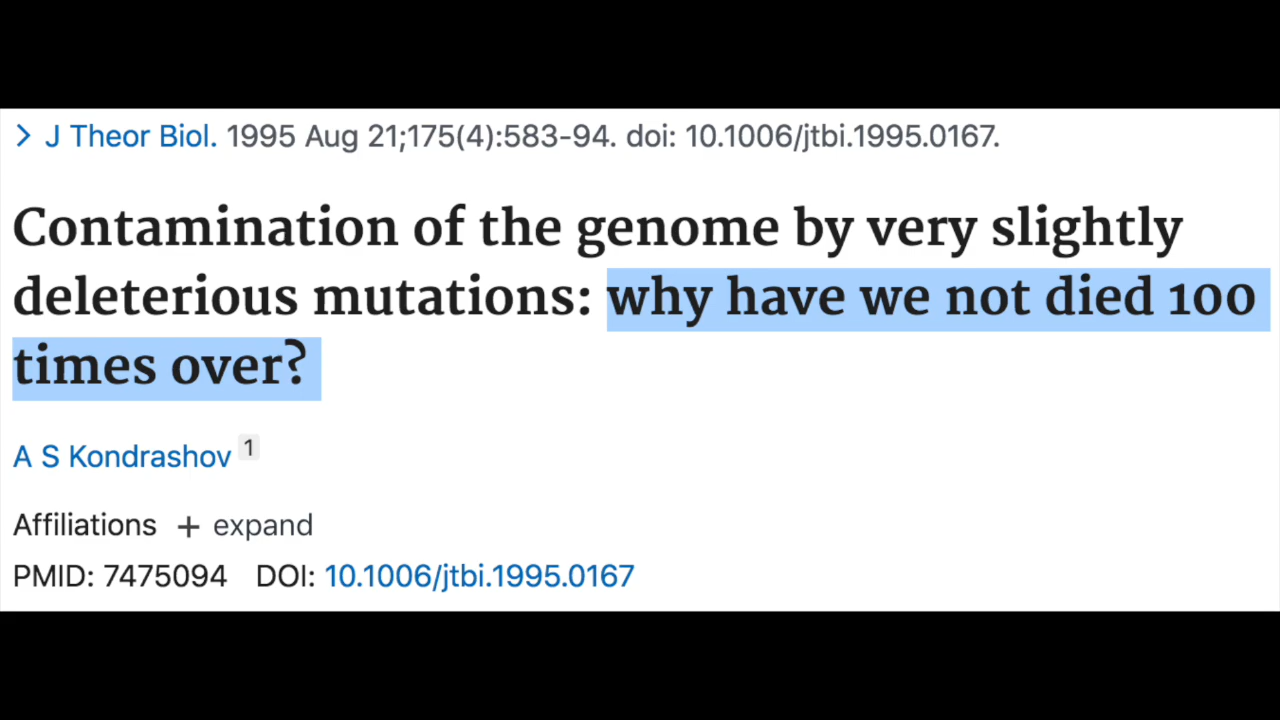 > J Theor Biol. 1995 Aug 21;175(4):583-94. doi: 10.1006/jtbi.1995.0167.
Contamination of the genome by very slightly
deleterious mutations: why have we not died 100
times over?
A S Kondrashov 1
Affiliations + expand
PMID: 7475094 DOI: 10.1006/jtbi.1995.0167